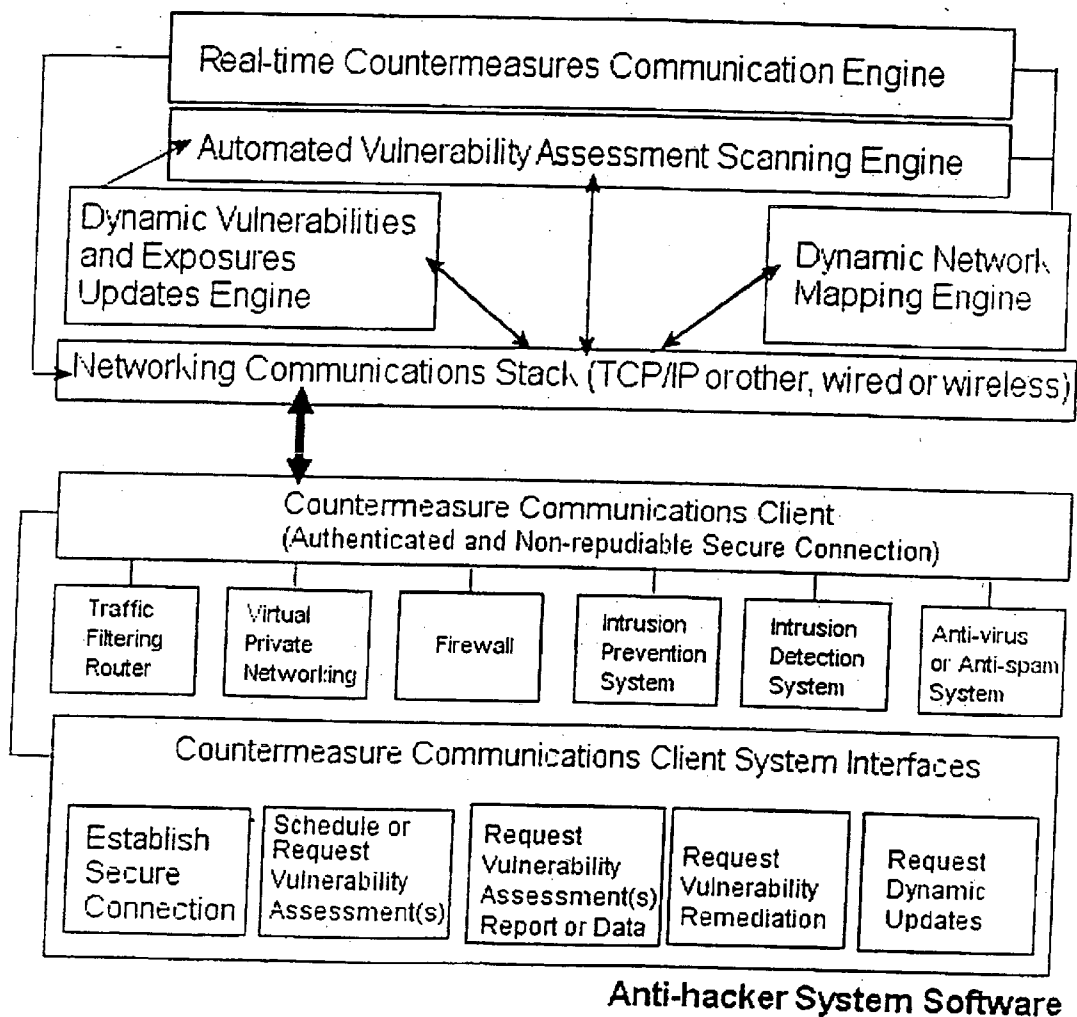 Real-time Countermeasures Communication Engine
Automated Vulnerability Assessment Scanning Engine
Dynamic Vulnerabilities
and Exposures
Updates Engine
Dynamic Network
Mapping Engine
Networking Communications Stack (TCP/IP orother, wired or wireless)
Countermeasure Communications Client
(Authenticated and Non-repudiable Secure Connection)
Traffic
Filtering
Router
Virtual
Private
Networking
Firewall
Intrusion
Prevention
System
Intrusion
Detection
System
Anti-virus
or Anti-spam
System
Countermeasure Communications Client System Interfaces
Establish
Secure
Connection
Schedule or
Request
Vulnerability
Assessment(s)
Request
Vulnerability
Assessment(s)
Report or Data
Request
Vulnerability
Remediation
Request
Dynamic
Updates
Anti-hacker System Software